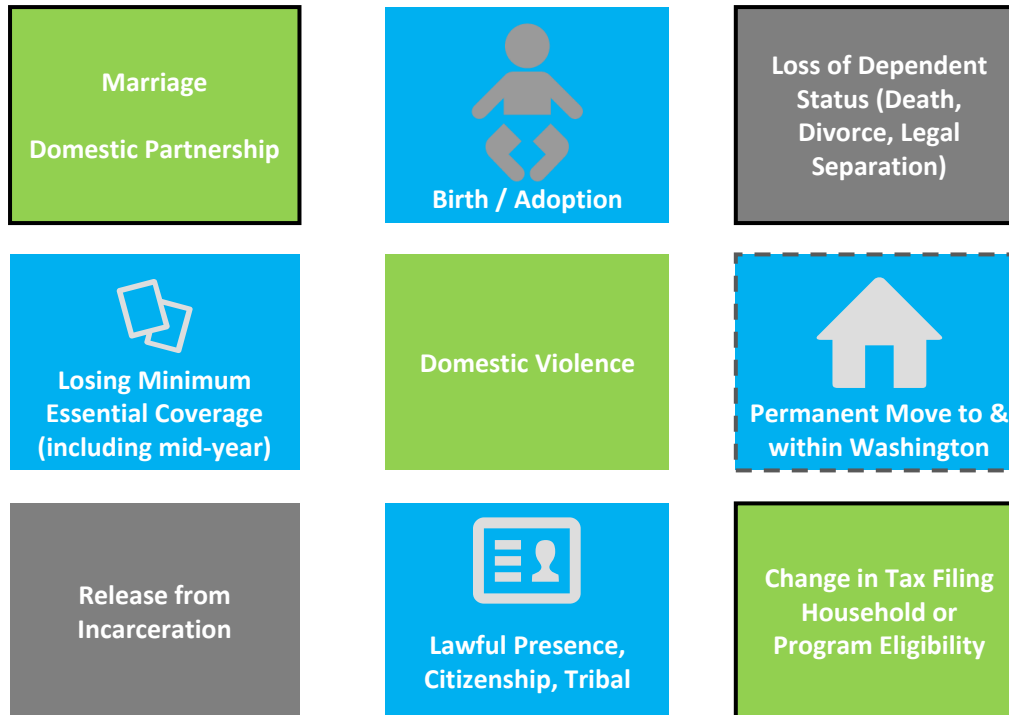 Marriage
Domestic Partnership
Birth / Adoption
Loss of Dependent
Status (Death,
Divorce, Legal
Separation)
Losing Minimum
Essential Coverage
(including mid-year)
Domestic Violence
Permanent Move to &
within Washington
Release from
Incarceration
Lawful Presence,
Citizenship, Tribal
Change in Tax Filing
Household or
Program Eligibility